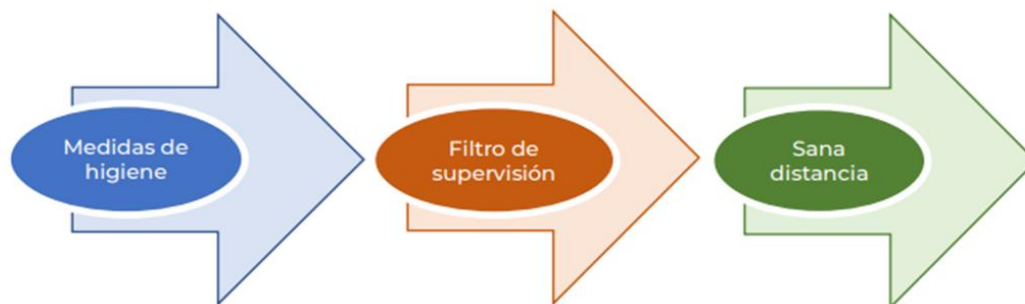 Medidas de
higiene
Filtro de
supervisión
Sana
distancia